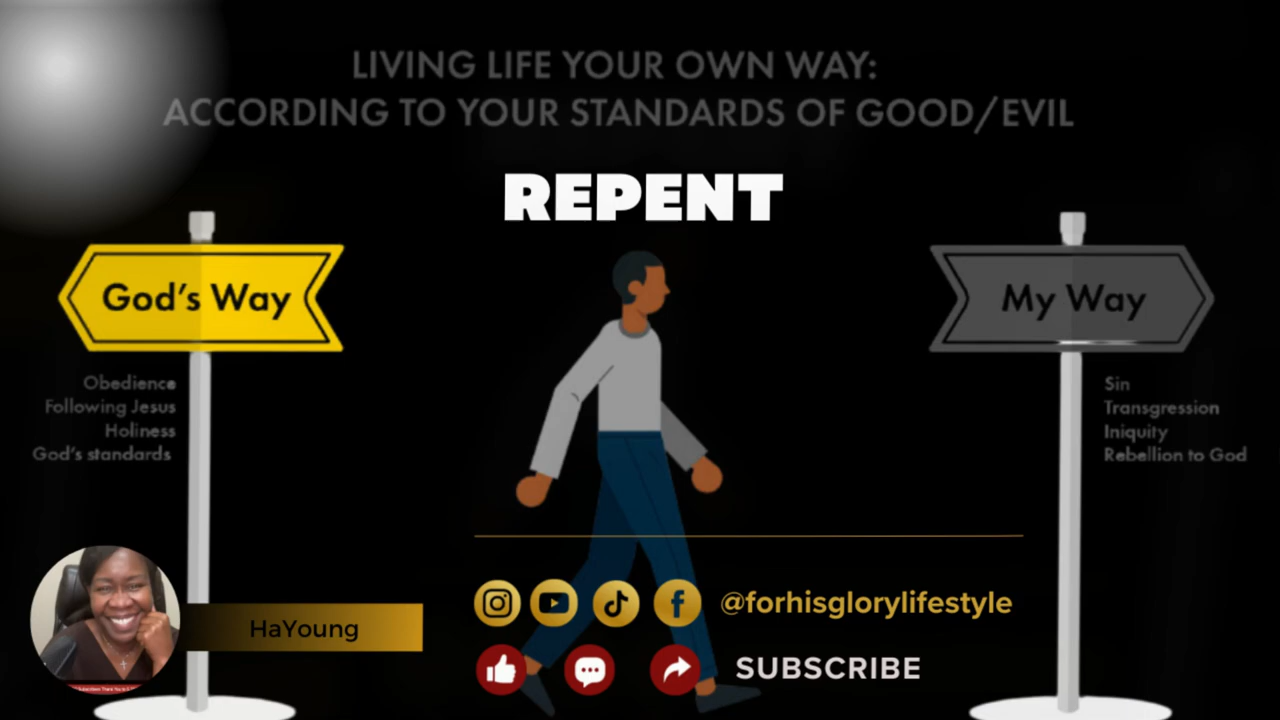 LIVING LIFE YOUR OWN WAY:
ACCORDING TO YOUR STANDARDS OF GOOD/EVIL
REPENT
God's Way
Obedience
Following Jesus
Holiness
God's standards
My Way
Sin
Transgression
Iniquity
Rebellion to God
HaYoung
@forhisglorylifestyle
SUBSCRIBE